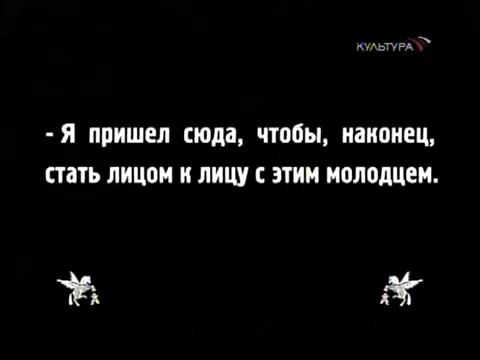 КУЛЬТУРА
- Я пришел сюда, чтобы, наконец,
стать лицом к лицу с этим молодцем.